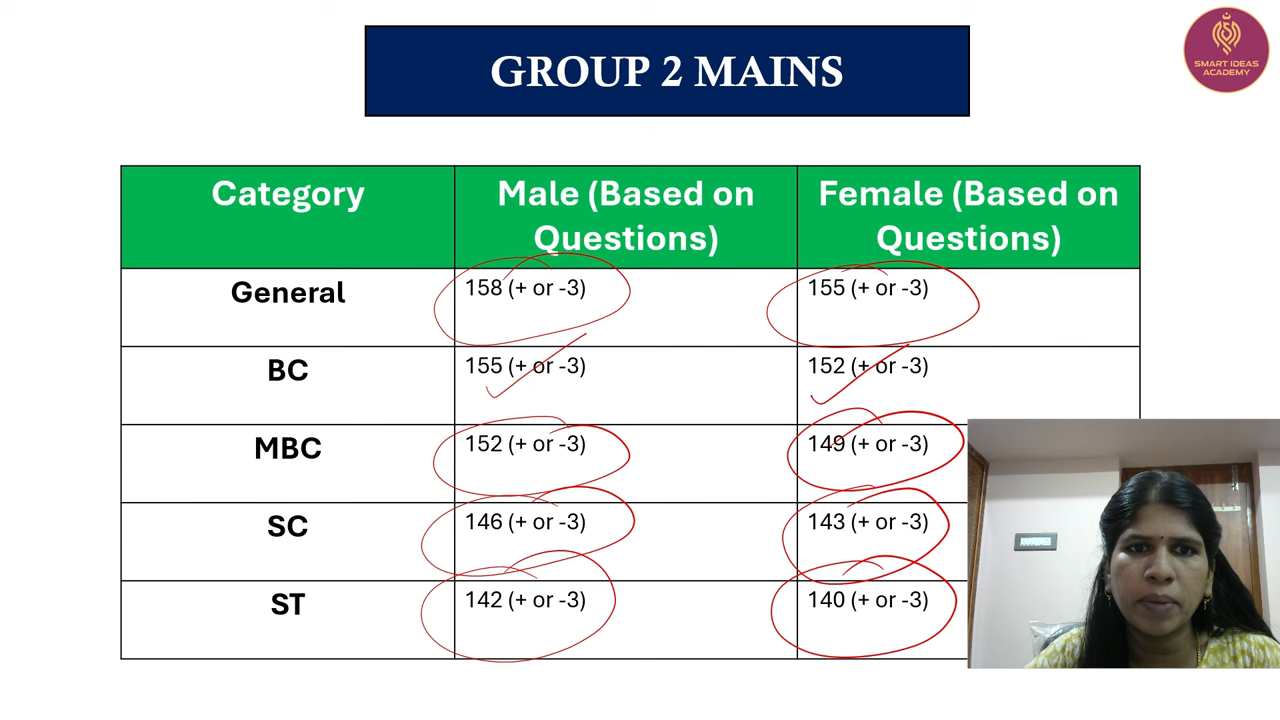 GROUP 2 MAINS
SMART IDEAS
ACADEMY
Category
Male (Based on
Questions)
Female (Based on
Questions)
General
158 (+ or -3)
155 (+ or -3)
BC
155 (+ or -3)
152 (+ or -3)
MBC
152 (+ or -3)
149 (+ or -3)
SC
146 (+ or -3)
143 (+ or -3)
ST
142 (+ or -3)
140 (+ or -3)